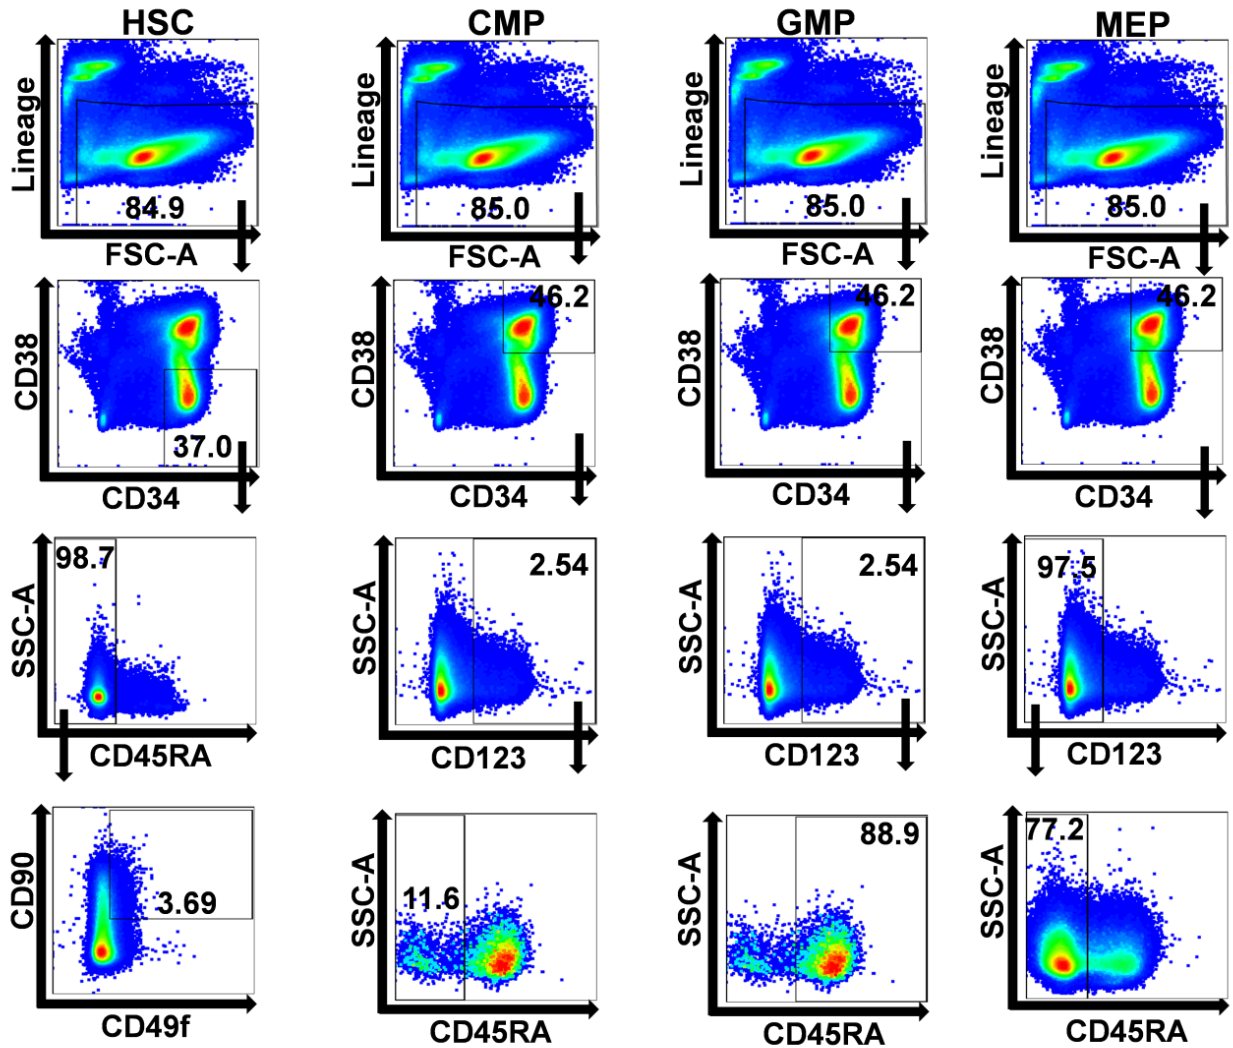 HSC CMP GMP MEP
Lineage Lineage Lineage Lineage
84.9 85.0 85.0 85.0
FSC-A FSC-A FSC-A FSC-A
46.2 46.2 46.2
CD38 CD38 CD38 CD38
37.0
CD34 CD34 CD34 CD34
98.7 2.54 2.54 97.5
SSC-A SSC-A SSC-A SSC-A
CD45RA CD123 CD123 CD123
77.2
88.9
CD90 SSC-A SSC-A SSC-A
3.69 11.6
CD49f CD45RA CD45RA CD45RA